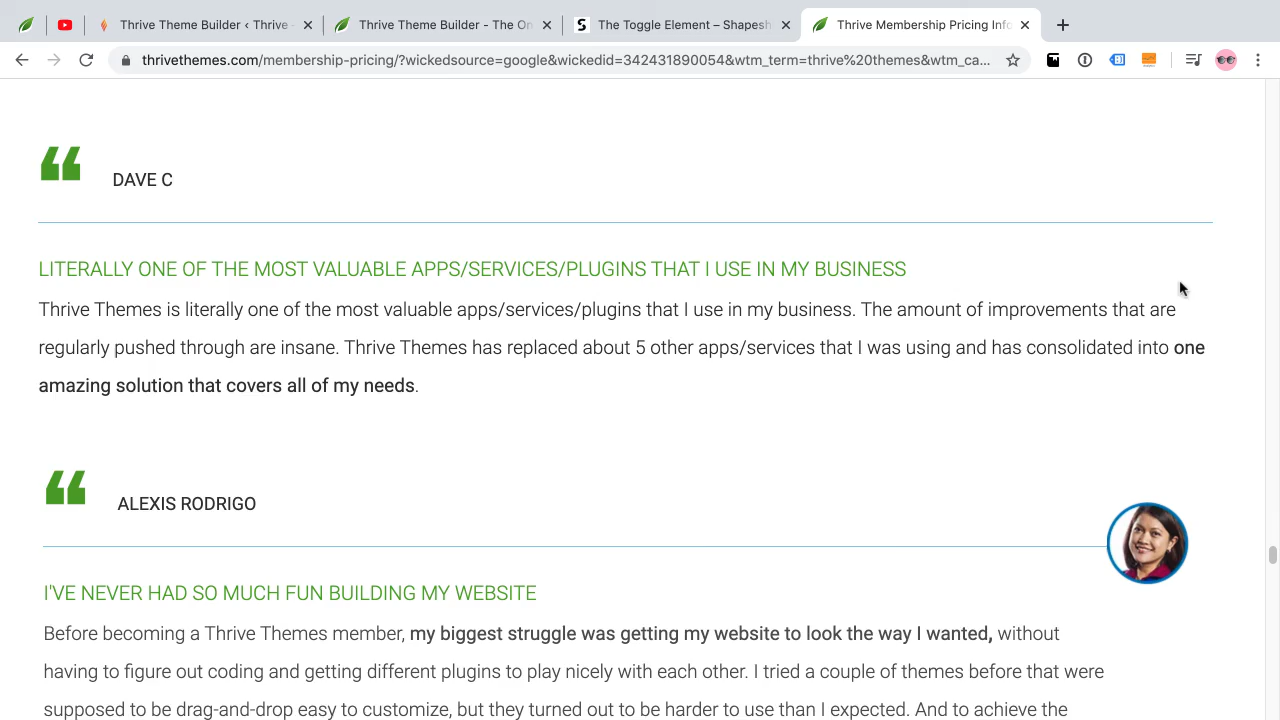 Thrive Theme Builder ‹ Thrive
Thrive Theme Builder - The On
The Toggle Element – Shapesh
Thrive Membership Pricing Info
thrivethemes.com/membership-pricing/?wickedsource=google&wickedid=342431890054&wtm_term=thrive%20themes&wtm_ca...
“ DAVE C
LITERALLY ONE OF THE MOST VALUABLE APPS/SERVICES/PLUGINS THAT I USE IN MY BUSINESS
Thrive Themes is literally one of the most valuable apps/services/plugins that I use in my business. The amount of improvements that are
regularly pushed through are insane. Thrive Themes has replaced about 5 other apps/services that I was using and has consolidated into one
amazing solution that covers all of my needs.
“ ALEXIS RODRIGO
I'VE NEVER HAD SO MUCH FUN BUILDING MY WEBSITE
Before becoming a Thrive Themes member, my biggest struggle was getting my website to look the way I wanted, without
having to figure out coding and getting different plugins to play nicely with each other. I tried a couple of themes before that were
supposed to be drag-and-drop easy to customize, but they turned out to be harder to use than I expected. And to achieve the